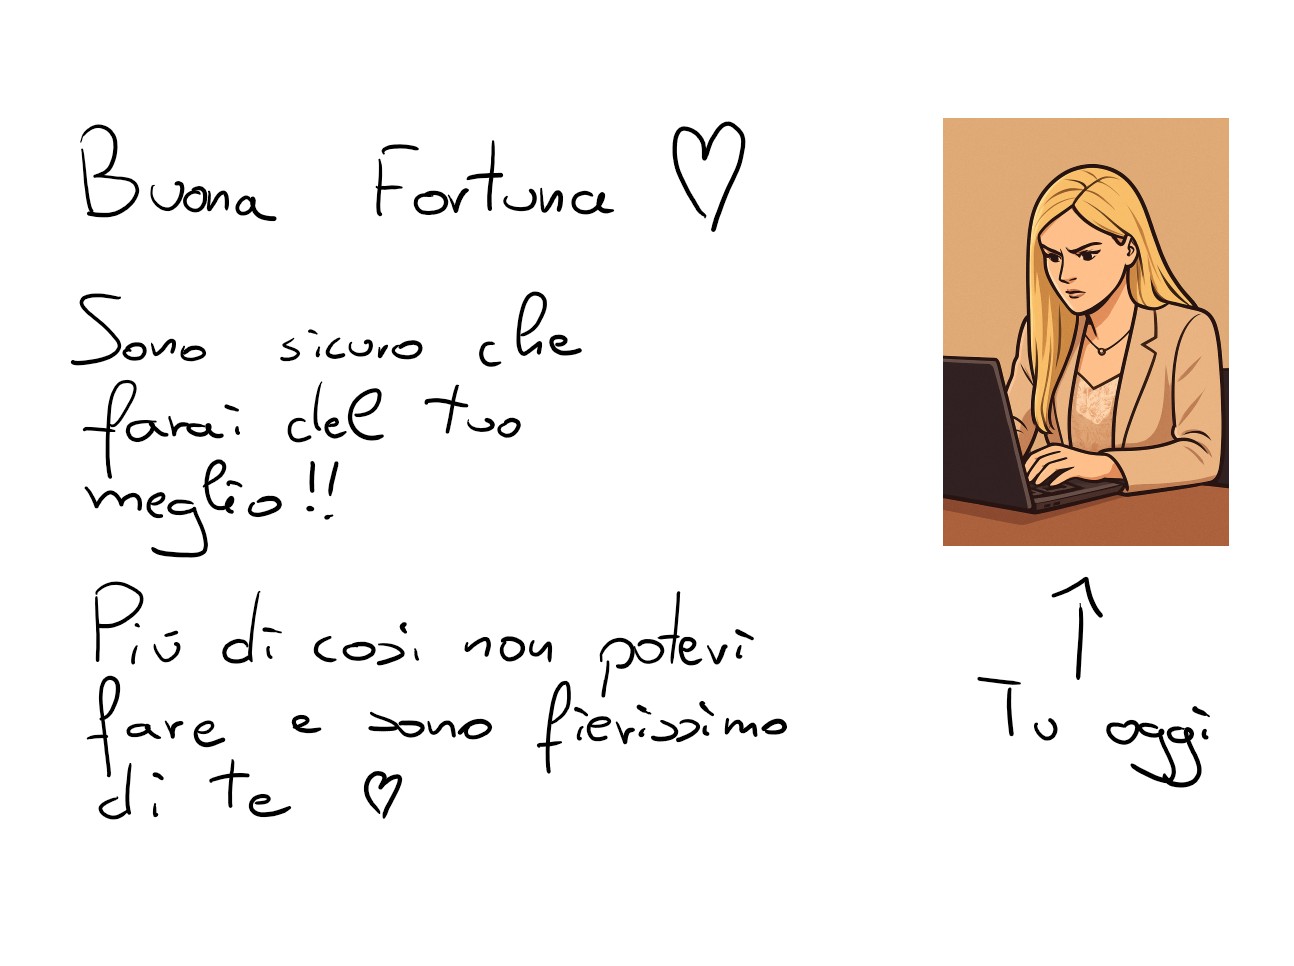 Buona Fortuna ♡
Sono sicuro che
farai del tuo
meglio!!
Più di così non potevi
fare e sono fierissimo
di te ♡
Tu oggi